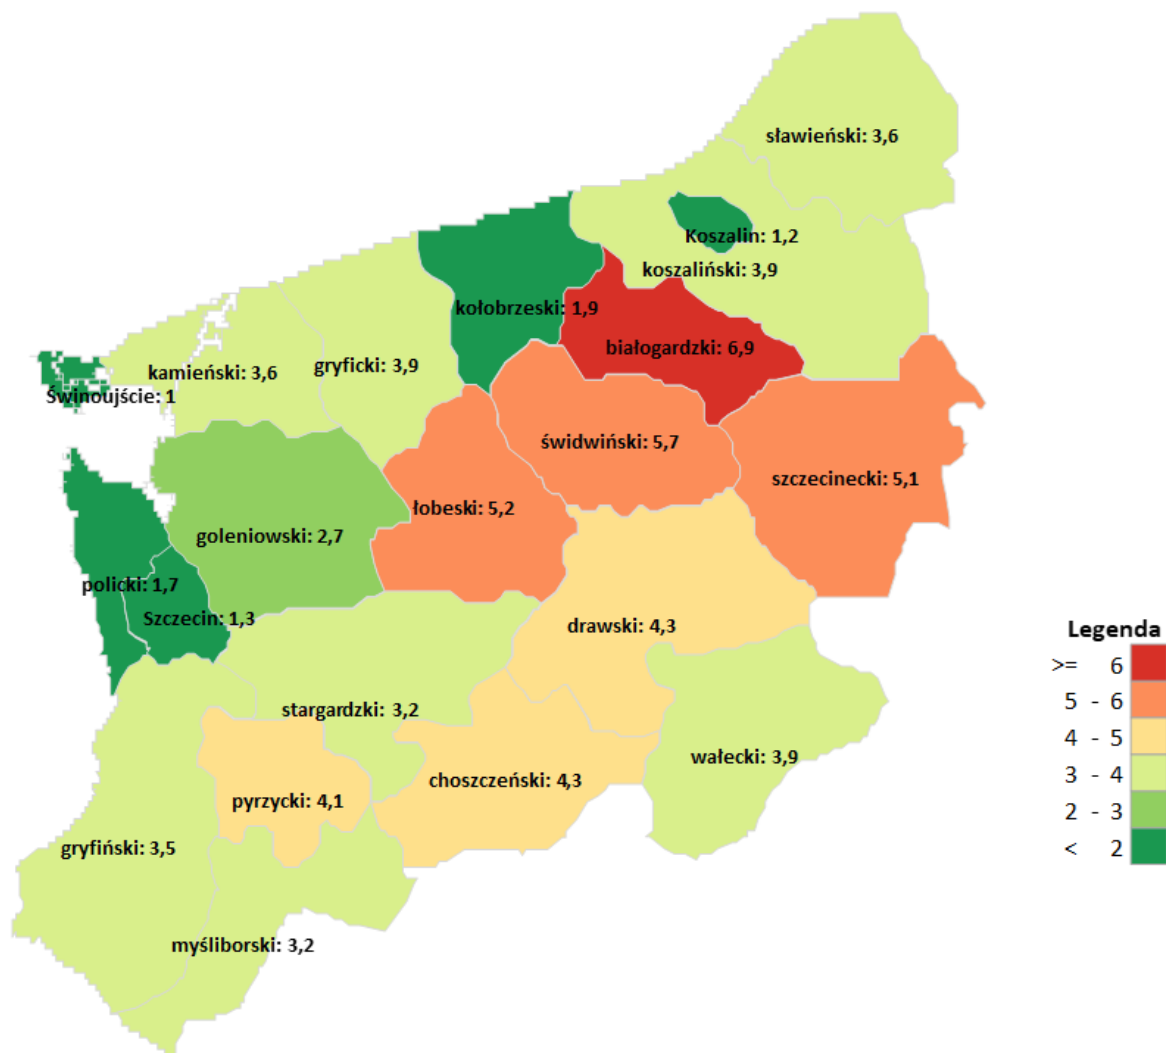 sławieński: 3,6
Koszalin: 1,2
koszaliński: 3,9
kołobrzeski: 1,9
białogardzki: 6,9
gryficki: 3,9
kamieński: 3,6
Świnoujście: 1
świdwiński: 5,7
szczecinecki: 5,1
łobeski: 5,2
goleniowski: 2,7
policki: 1,7
Szczecin: 1,3
drawski: 4,3
stargardzki: 3,2
wałecki: 3,9
choszczeński: 4,3
pyrzycki: 4,1
gryfiński: 3,5
myśliborski: 3,2
Legenda
>= 6
5 - 6
4 - 5
3 - 4
2 - 3
< 2